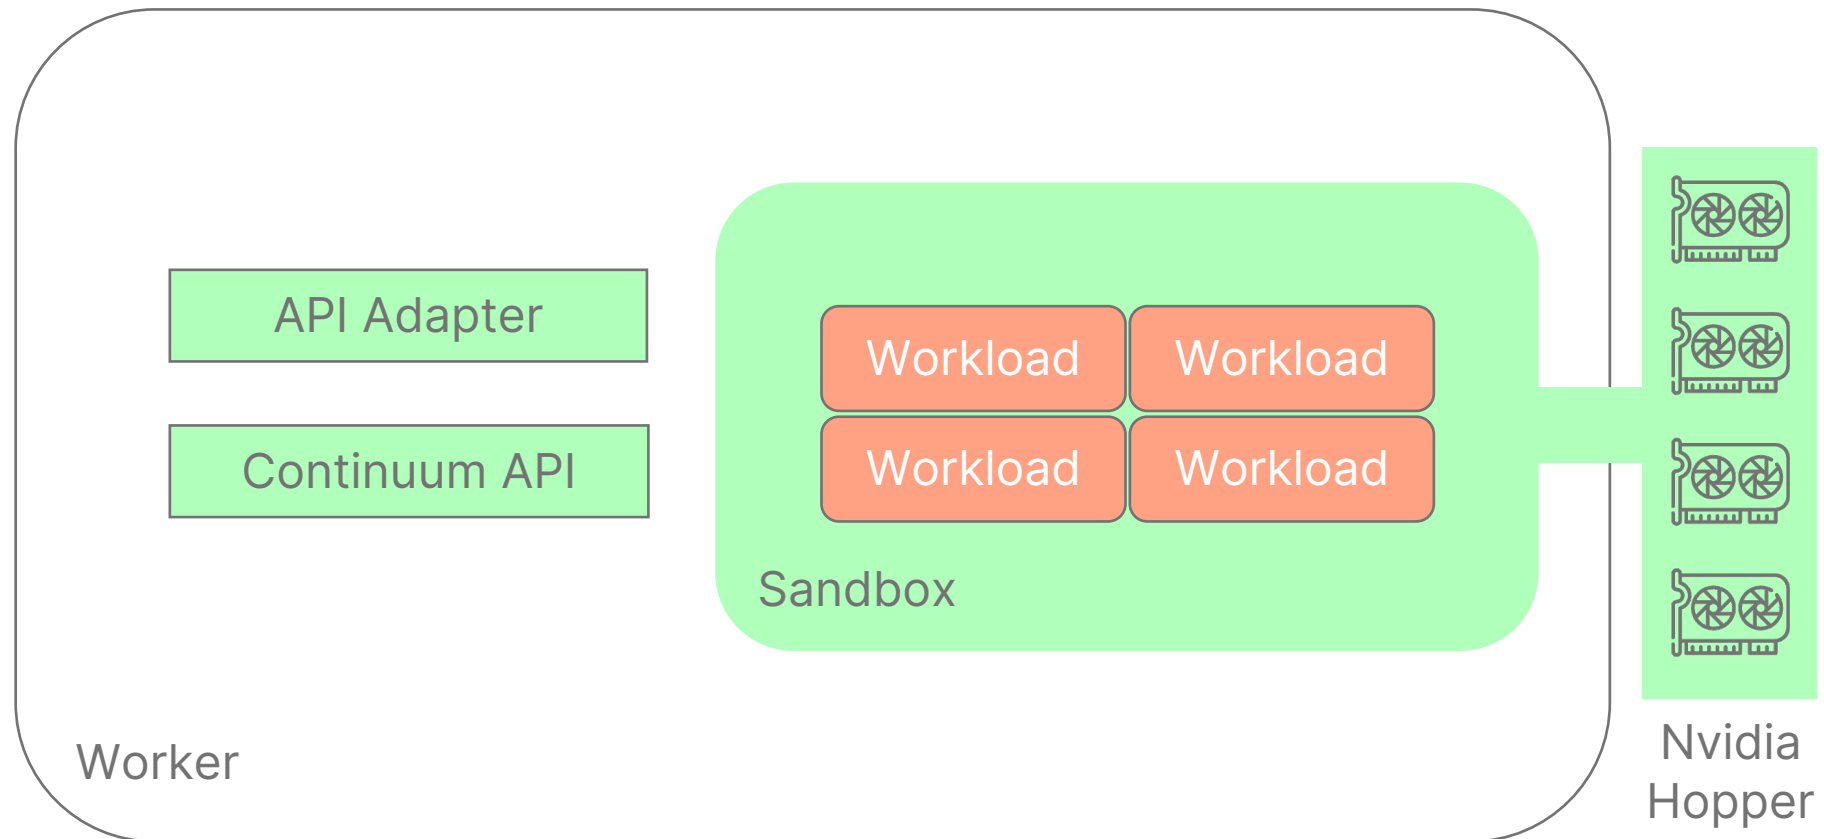 API Adapter
Continuum API
Workload
Workload
Workload
Workload
Sandbox
Worker
Nvidia
Hopper